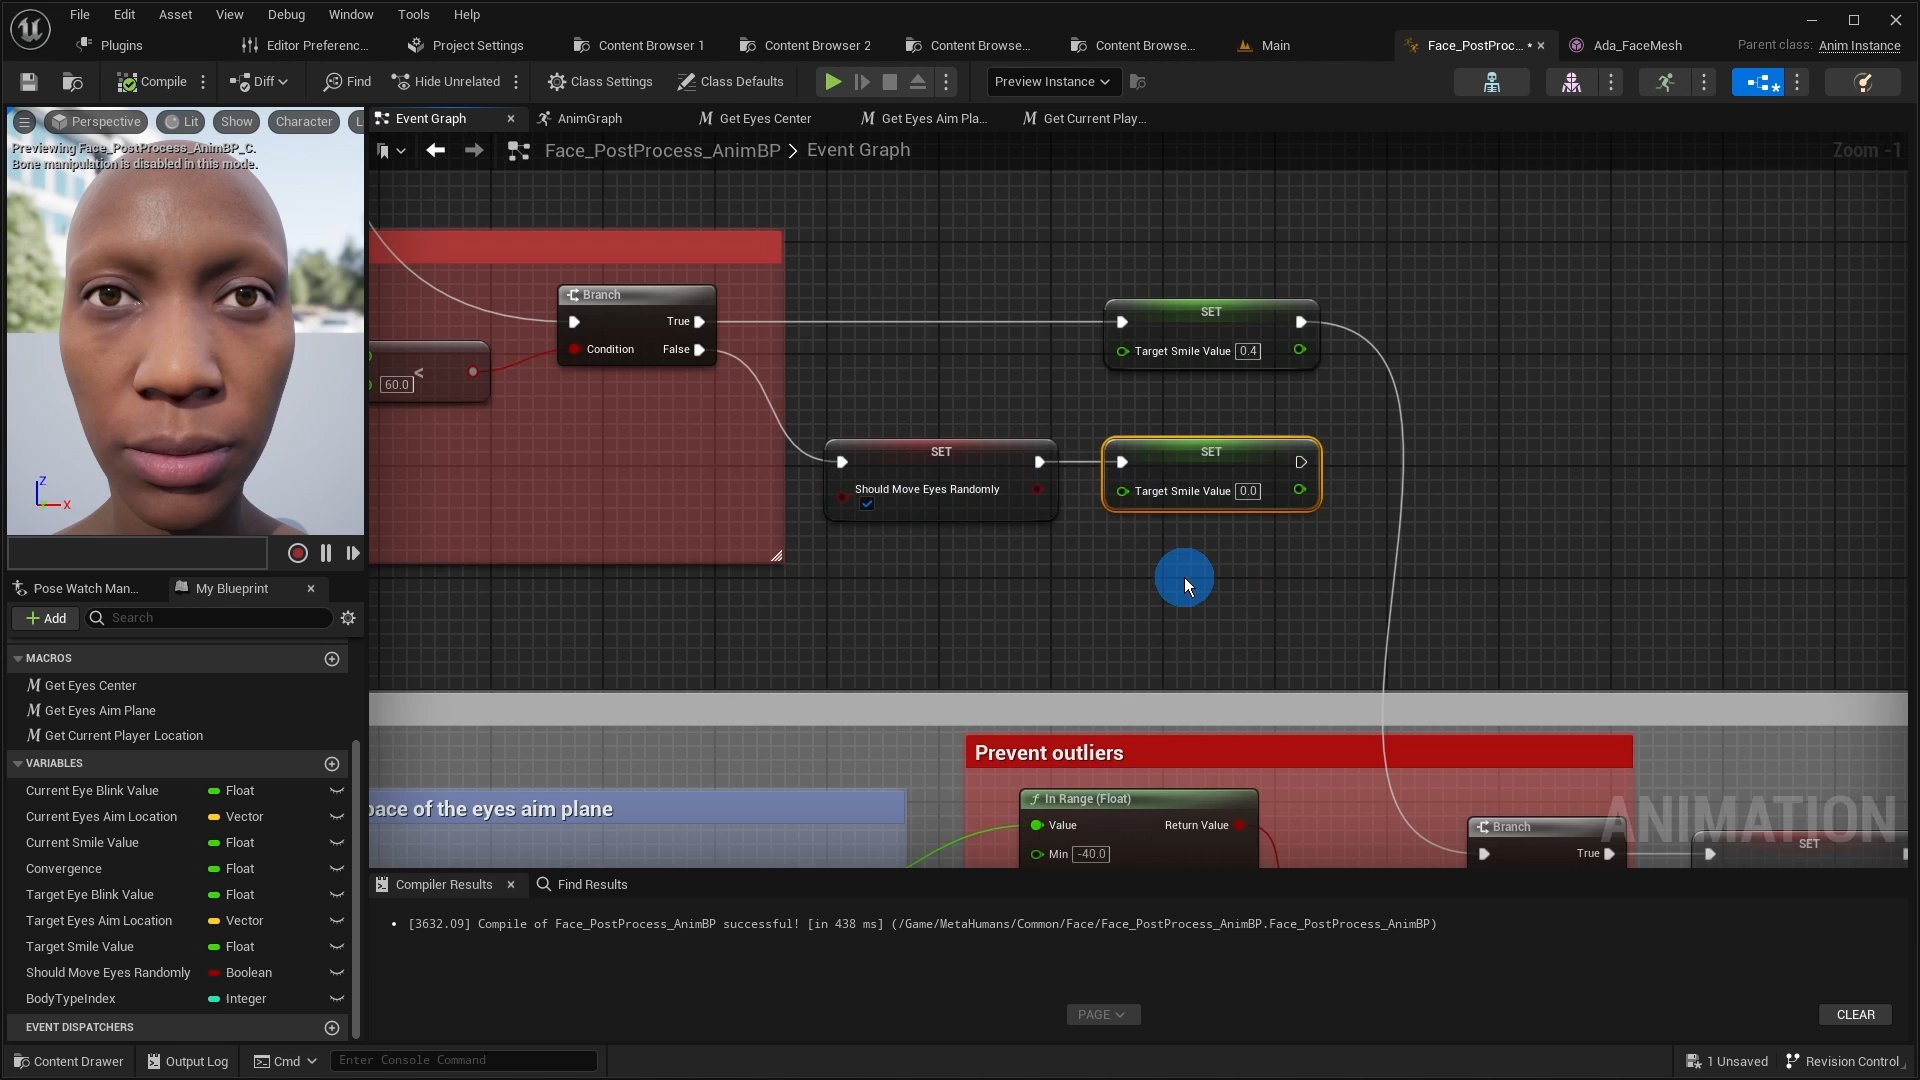 File Edit Asset View Debug Window Tools Help
Plugins Editor Preferenc... Project Settings Content Browser 1 Content Browser 2 Content Browse... Content Browse... Main Face_PostProc... * Ada_FaceMesh Parent class: Anim Instance
Compile Diff Find Hide Unrelated Class Settings Class Defaults Preview Instance
Perspective Lit Show Character L
Previewing Face_PostProcess_AnimBP_C.
Bone manipulation is disabled in this mode.
Z
X
Event Graph AnimGraph Get Eyes Center Get Eyes Aim Pla... Get Current Play...
Face_PostProcess_AnimBP > Event Graph
Zoom -1
Branch
True
Condition False
<
60.0
SET
Target Smile Value 0.4
SET
Should Move Eyes Randomly
SET
Target Smile Value 0.0
Prevent outliers
pace of the eyes aim plane
In Range (Float)
Value Return Value
Min -40.0
Branch
True
SET
ANIMATION
Pose Watch Man... My Blueprint
Add Search
MACROS
Get Eyes Center
Get Eyes Aim Plane
Get Current Player Location
VARIABLES
Current Eye Blink Value Float
Current Eyes Aim Location Vector
Current Smile Value Float
Convergence Float
Target Eye Blink Value Float
Target Eyes Aim Location Vector
Target Smile Value Float
Should Move Eyes Randomly Boolean
BodyTypeIndex Integer
EVENT DISPATCHERS
Compiler Results Find Results
[3632.09] Compile of Face_PostProcess_AnimBP successful! [in 438 ms] (/Game/MetaHumans/Common/Face/Face_PostProcess_AnimBP.Face_PostProcess_AnimBP)
PAGE CLEAR
Content Drawer Output Log Cmd Enter Console Command 1 Unsaved Revision Control